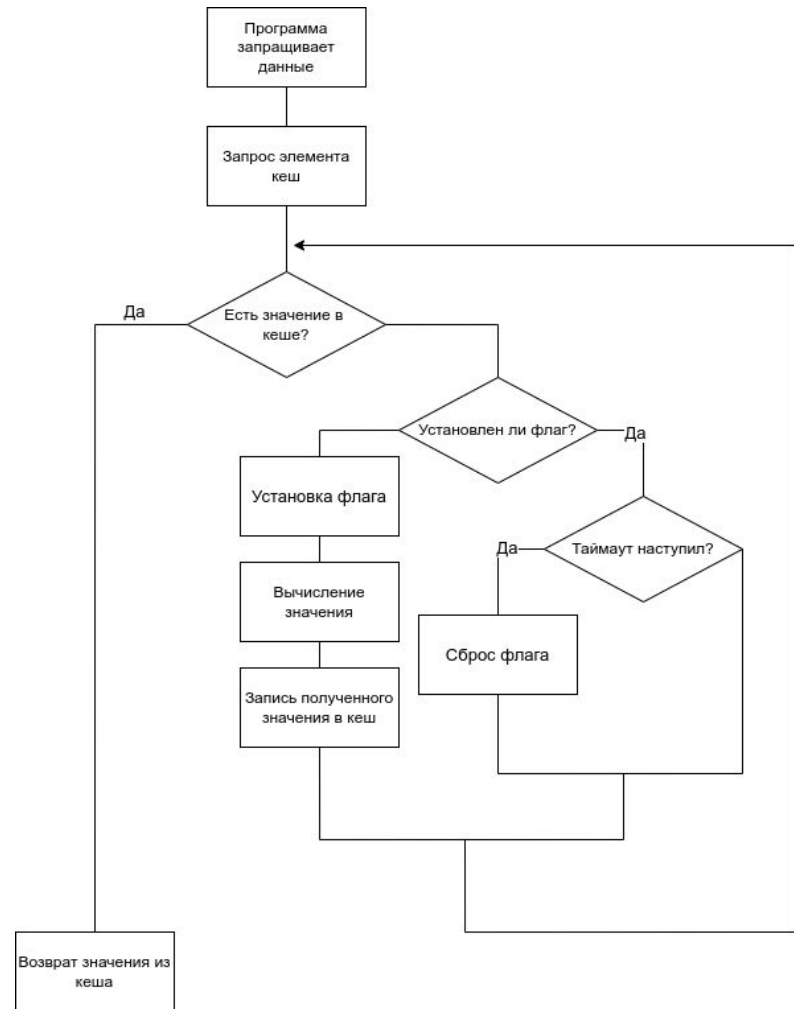 Программа
запращивает
данные
Запрос элемента
кеш
Да
Есть значение в
кеше?
Установлен ли флаг?
Да
Установка флага
Да
Таймаут наступил?
Вычисление
значения
Сброс флага
Запись полученного
значения в кеш
Возврат значения из
кеша